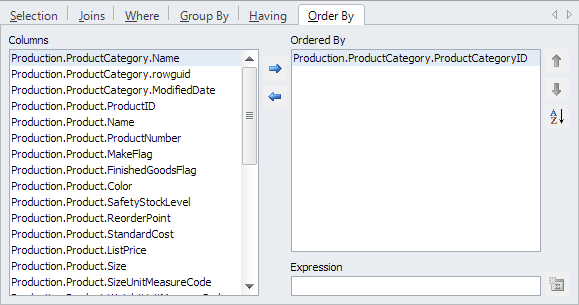 Selection Joins Where Group By Having Order By
Columns
Production.ProductCategory.Name
Production.ProductCategory.rowguid
Production.ProductCategory.ModifiedDate
Production.Product.ProductID
Production.Product.Name
Production.Product.ProductNumber
Production.Product.MakeFlag
Production.Product.FinishedGoodsFlag
Production.Product.Color
Production.Product.SafetyStockLevel
Production.Product.ReorderPoint
Production.Product.StandardCost
Production.Product.ListPrice
Production.Product.Size
Production.Product.SizeUnitMeasureCode
Ordered By
Production.ProductCategory.ProductCategoryID
A
Z
Expression